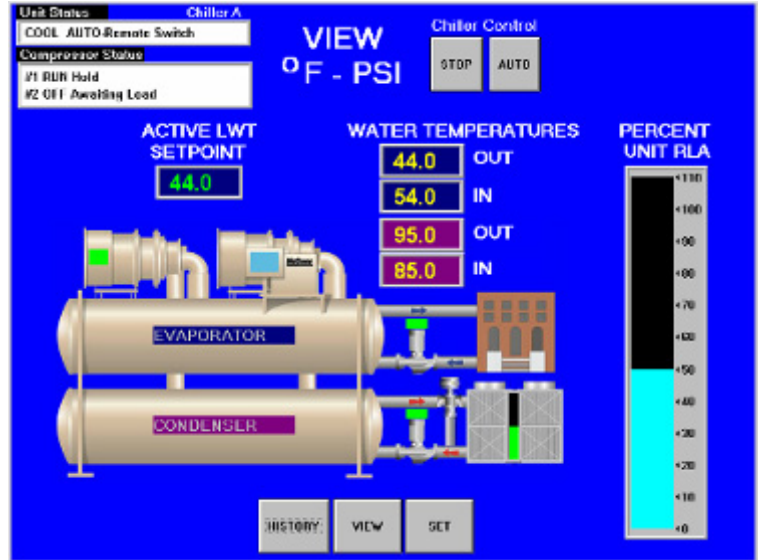 Unit Status Chiller A
COOL AUTO-Remote Switch
Compressor Status
#1 RUN Hold
#2 OFF Awaiting Load
VIEW
°F - PSI
Chiller Control
STOP AUTO
ACTIVE LWT
SETPOINT
44.0
WATER TEMPERATURES
44.0 OUT
54.0 IN
95.0 OUT
85.0 IN
PERCENT
UNIT RLA
<110
<100
<90
<80
<70
<60
<50
<40
<30
<20
<10
<0
EVAPORATOR
CONDENSER
HISTORY VIEW SET